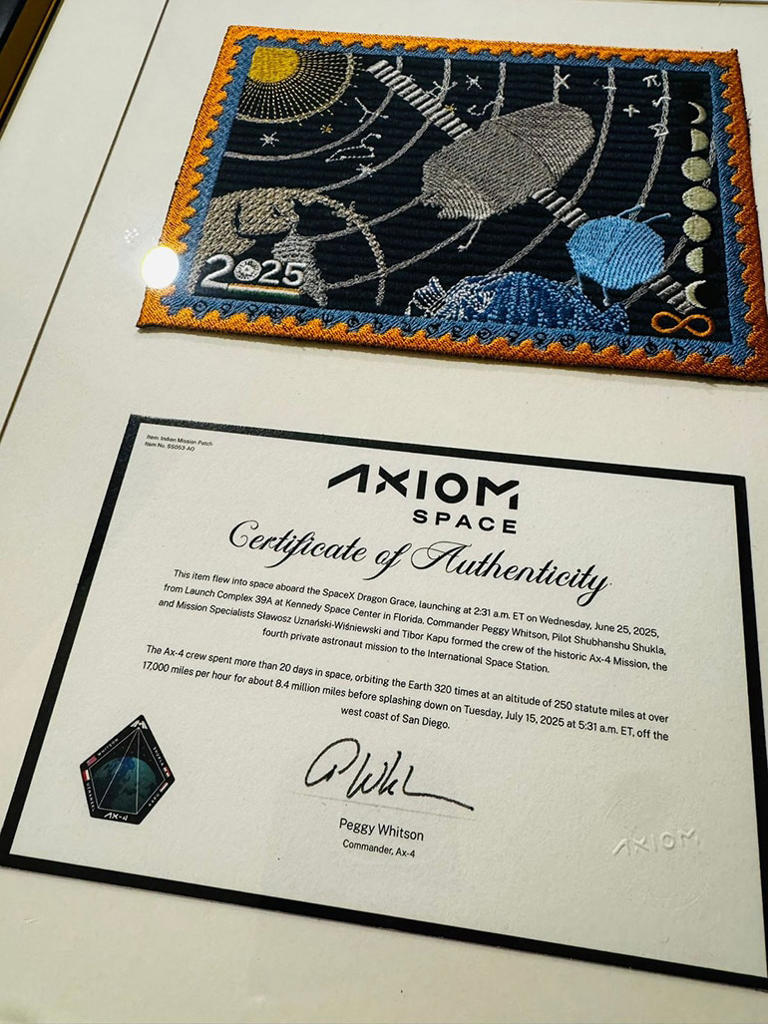 2025
Item: Indian Mission Patch
Item No. SS053-AO
AXIOM
SPACE
Certificate of Authenticity
This item flew into space aboard the SpaceX Dragon Grace, launching at 2:31 a.m. ET on Wednesday, June 25, 2025,
from Launch Complex 39A at Kennedy Space Center in Florida. Commander Peggy Whitson, Pilot Shubhanshu Shukla,
and Mission Specialists Sławosz Uznański-Wiśniewski and Tibor Kapu formed the crew of the historic Ax-4 Mission, the
fourth private astronaut mission to the International Space Station.
The Ax-4 crew spent more than 20 days in space, orbiting the Earth 320 times at an altitude of 250 statute miles at over
17,000 miles per hour for about 8.4 million miles before splashing down on Tuesday, July 15, 2025 at 5:31 a.m. ET, off the
west coast of San Diego.
AX-4
Peggy Whitson
Commander, Ax-4
AXIOM